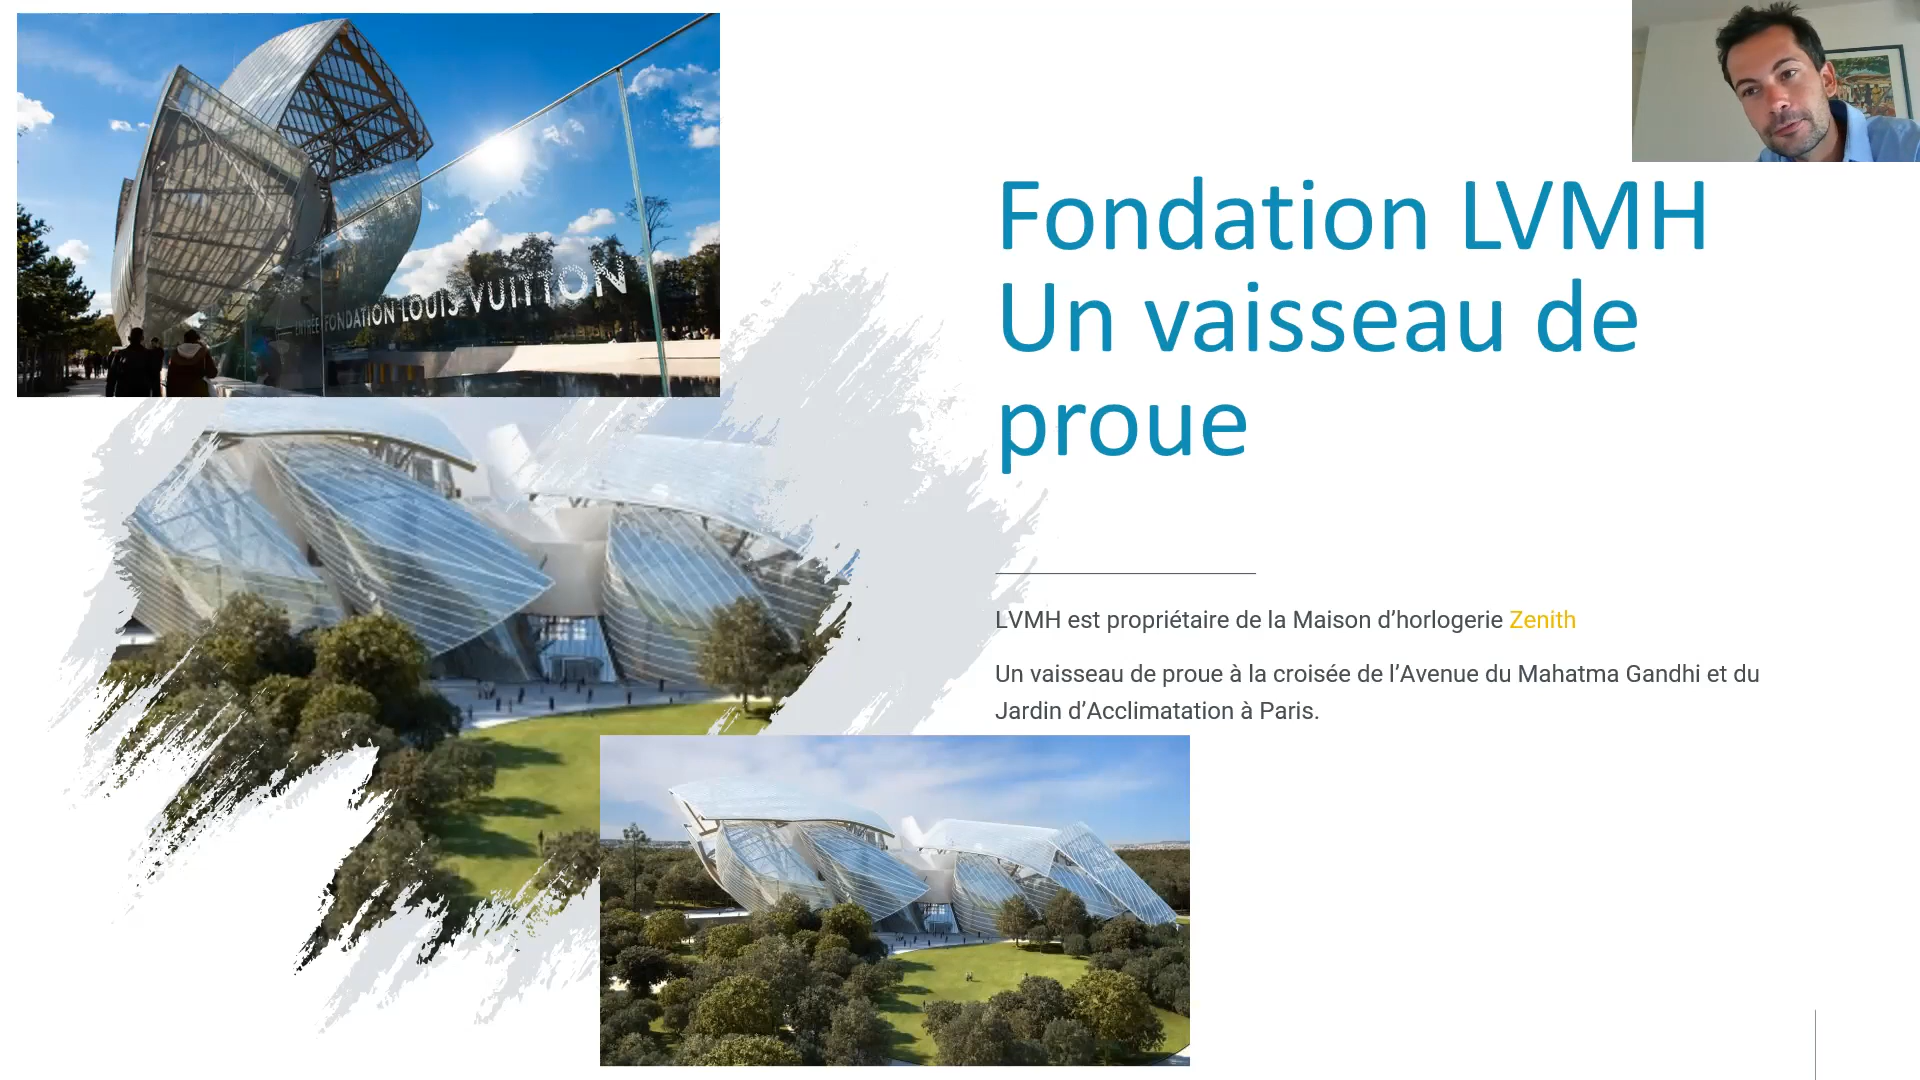 ENTRÉE FONDATION LOUIS VUITTON
Fondation LVMH
Un vaisseau de
proue
LVMH est propriétaire de la Maison d’horlogerie Zenith
Un vaisseau de proue à la croisée de l’Avenue du Mahatma Gandhi et du
Jardin d’Acclimatation à Paris.